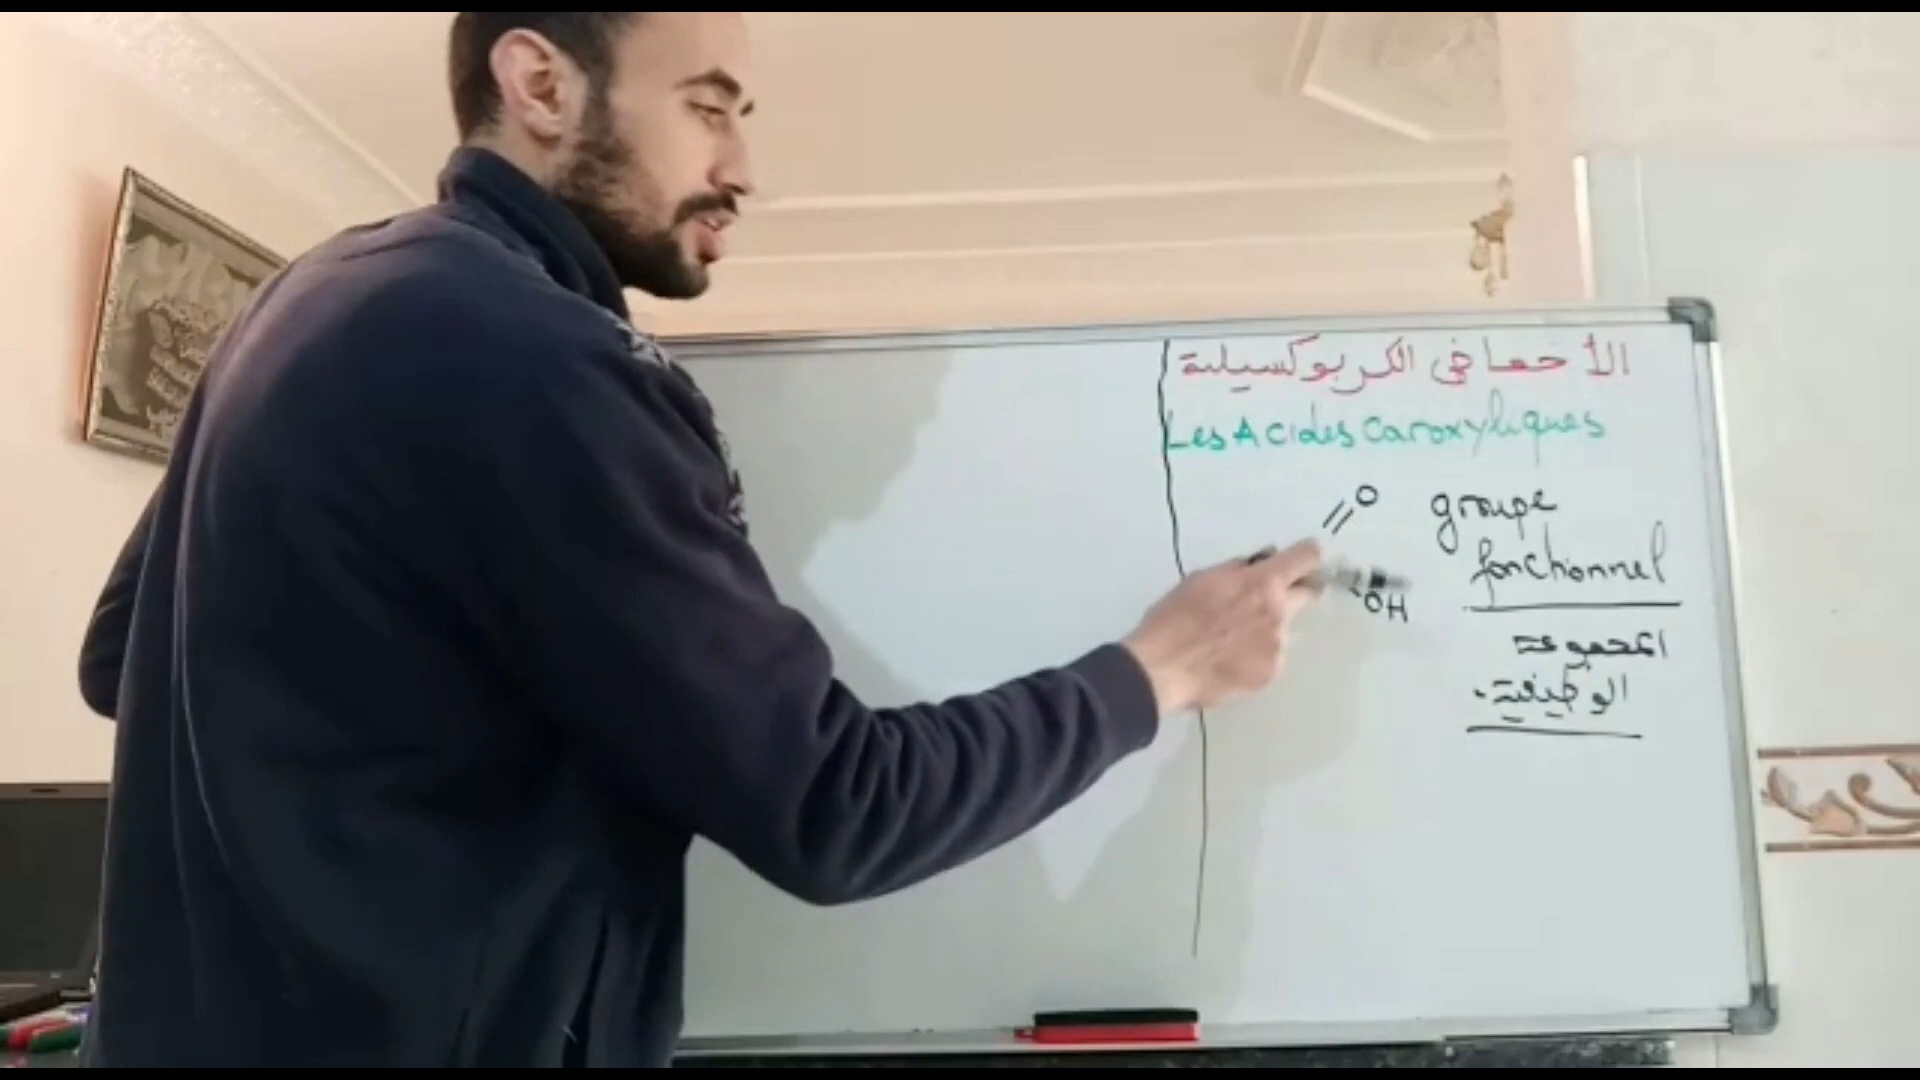 الأحماض الكربوكسيلية
Les Acides Caroxyliques
O
OH
groupe
fonctionnel
المجموعة
الوظيفية.